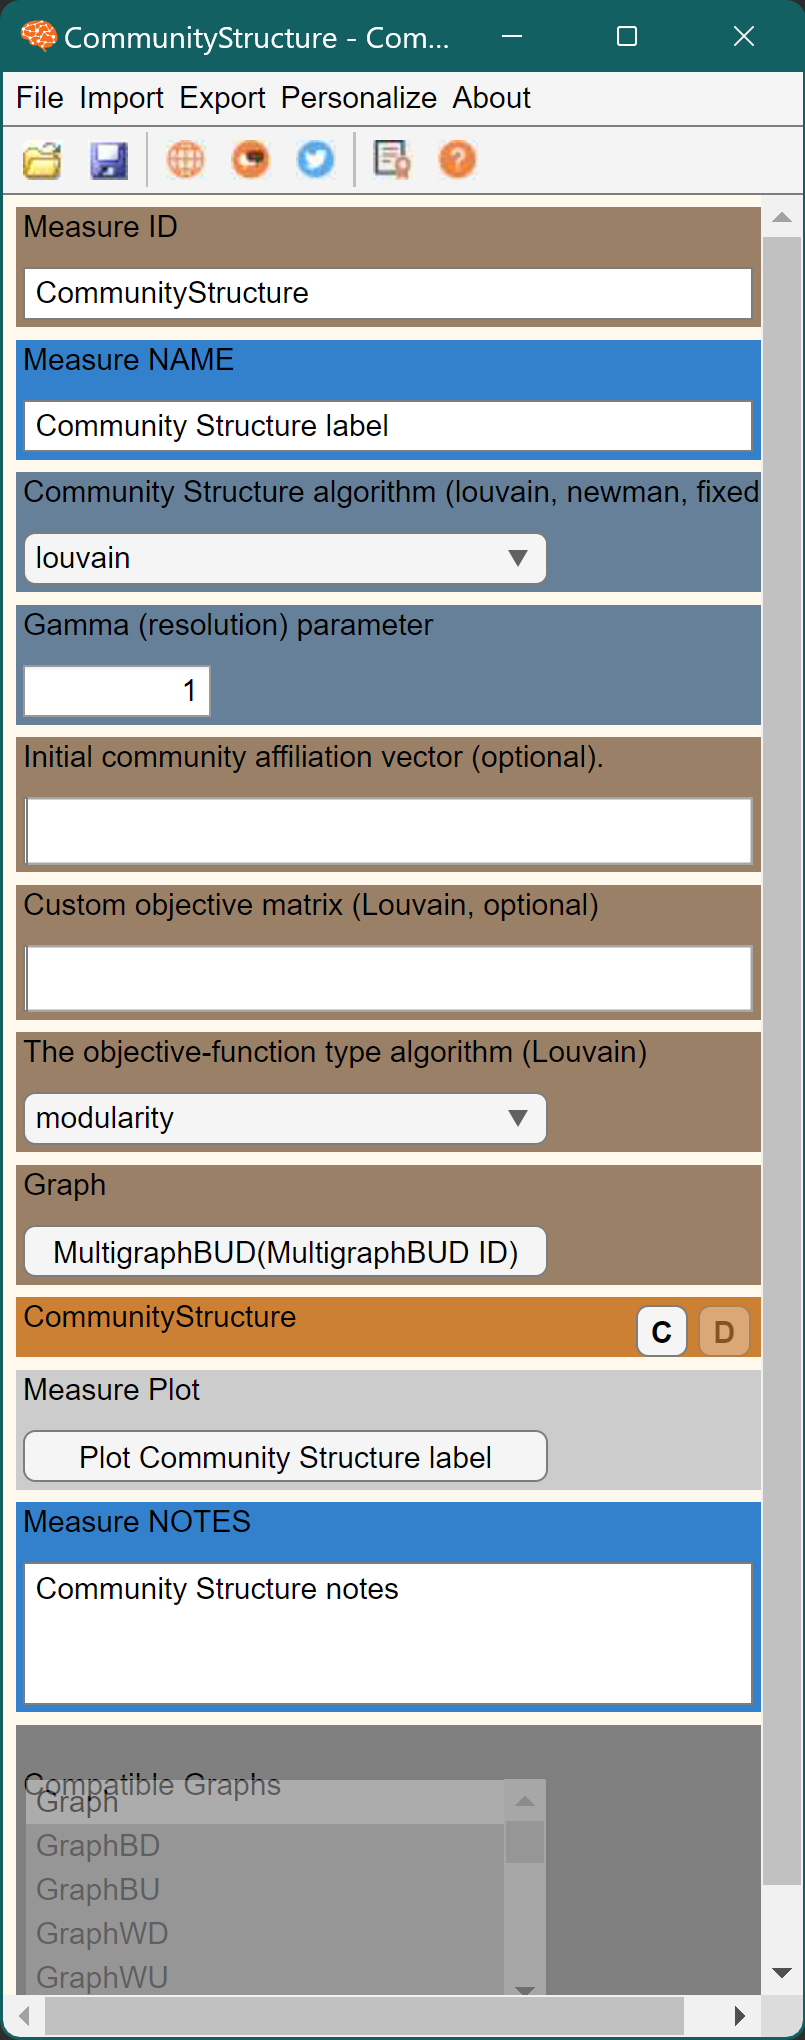 CommunityStructure - Com...
File Import Export Personalize About
Measure ID
CommunityStructure
Measure NAME
Community Structure label
Community Structure algorithm (louvain, newman, fixed
louvain
Gamma (resolution) parameter
1
Initial community affiliation vector (optional).
Custom objective matrix (Louvain, optional)
The objective-function type algorithm (Louvain)
modularity
Graph
MultigraphBUD(MultigraphBUD ID)
CommunityStructure C D
Measure Plot
Plot Community Structure label
Measure NOTES
Community Structure notes
Compatible Graphs
Graph
GraphBD
GraphBU
GraphWD
GraphWU